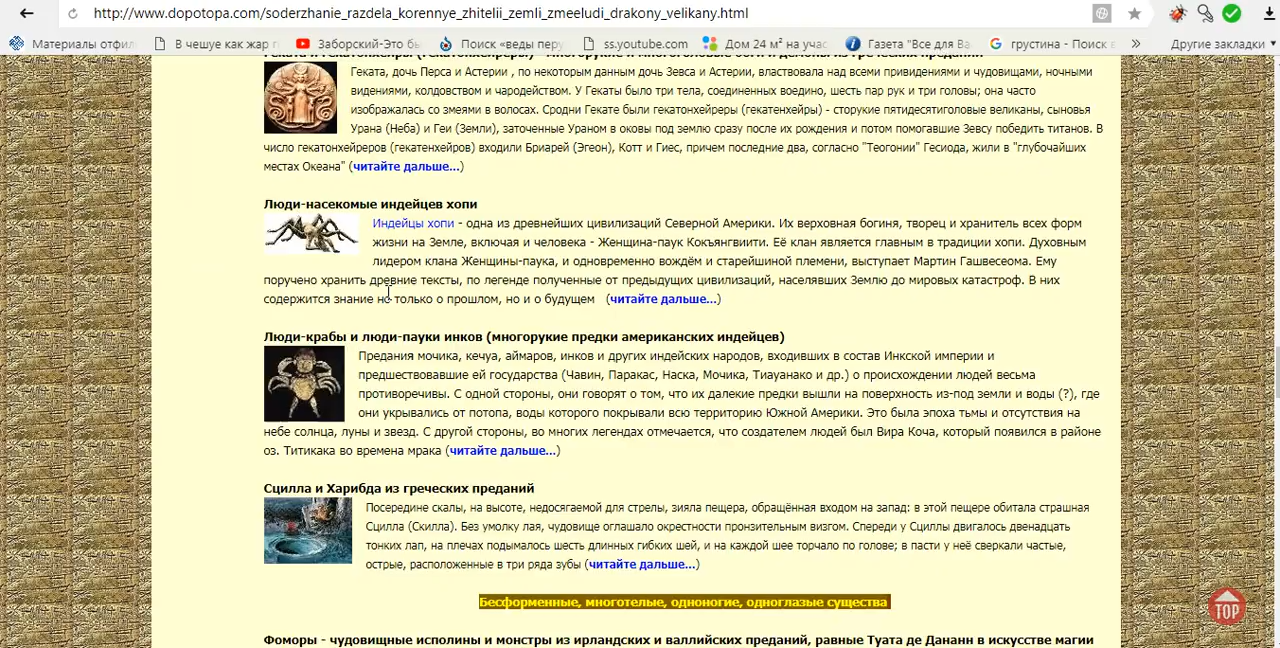 http://www.dopotopa.com/soderzhanie_razdela_korennye_zhitelii_zemli_zmeeludi_drakony_velikany.html
Материалы отфил
В чешуе как жар г
Заборский-Это бы
Поиск «веды перу
ss.youtube.com
Дом 24 м² на учас
Газета "Все для Ва
грустина - Поиск в
»
Другие закладки
Геката, дочь Перса и Астерии , по некоторым данным дочь Зевса и Астерии, властвовала над всеми привидениями и чудовищами, ночными
видениями, колдовством и чародейством. У Гекаты было три тела, соединенных воедино, шесть пар рук и три головы; она часто
изображалась со змеями в волосах. Сродни Гекате были гекатонхейреры (гекатенхейры) - сторукие пятидесятиголовые великаны, сыновья
Урана (Неба) и Геи (Земли), заточенные Ураном в оковы под землю сразу после их рождения и потом помогавшие Зевсу победить титанов. В
число гекатонхейреров (гекатенхейров) входили Бриарей (Эгеон), Котт и Гиес, причем последние два, согласно "Теогонии" Гесиода, жили в "глубочайших
местах Океана" (читайте дальше...)
Люди-насекомые индейцев хопи
Индейцы хопи - одна из древнейших цивилизаций Северной Америки. Их верховная богиня, творец и хранитель всех форм
жизни на Земле, включая и человека - Женщина-паук Кокъянгвиити. Её клан является главным в традиции хопи. Духовным
лидером клана Женщины-паука, и одновременно вождём и старейшиной племени, выступает Мартин Гашвесеома. Ему
поручено хранить древние тексты, по легенде полученные от предыдущих цивилизаций, населявших Землю до мировых катастроф. В них
содержится знание не только о прошлом, но и о будущем (читайте дальше...)
Люди-крабы и люди-пауки инков (многорукие предки американских индейцев)
Предания мочика, кечуа, аймаров, инков и других индейских народов, входивших в состав Инкской империи и
предшествовавшие ей государства (Чавин, Паракас, Наска, Мочика, Тиауанако и др.) о происхождении людей весьма
противоречивы. С одной стороны, они говорят о том, что их далекие предки вышли на поверхность из-под земли и воды (?), где
они укрывались от потопа, воды которого покрывали всю территорию Южной Америки. Это была эпоха тьмы и отсутствия на
небе солнца, луны и звезд. С другой стороны, во многих легендах отмечается, что создателем людей был Вира Коча, который появился в районе
оз. Титикака во времена мрака (читайте дальше...)
Сцилла и Харибда из греческих преданий
Посередине скалы, на высоте, недосягаемой для стрелы, зияла пещера, обращённая входом на запад: в этой пещере обитала страшная
Сцилла (Скилла). Без умолку лая, чудовище оглашало окрестности пронзительным визгом. Спереди у Сциллы двигалось двенадцать
тонких лап, на плечах подымалось шесть длинных гибких шей, и на каждой шее торчало по голове; в пасти у неё сверкали частые,
острые, расположенные в три ряда зубы (читайте дальше...)
TOP
Бесформенные, многотелые, одноногие, одноглазые существа
Фоморы - чудовищные исполины и монстры из ирландских и валлийских преданий, равные Туата де Дананн в искусстве магии